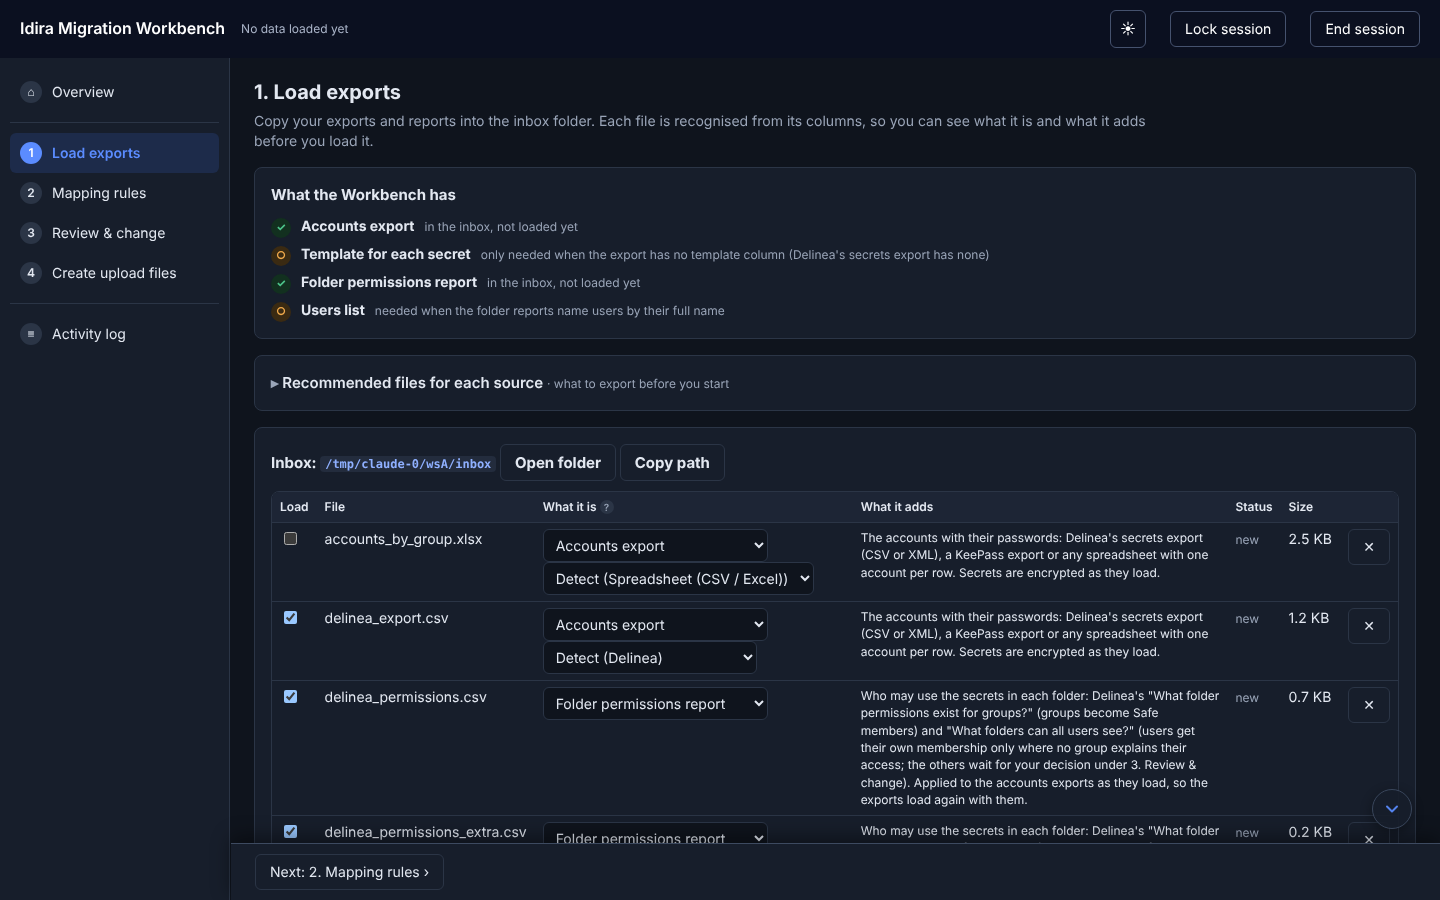 Idira Migration Workbench
No data loaded yet
Lock session
End session
Overview
1 Load exports
2 Mapping rules
3 Review & change
4 Create upload files
Activity log
1. Load exports
Copy your exports and reports into the inbox folder. Each file is recognised from its columns, so you can see what it is and what it adds
before you load it.
What the Workbench has
Accounts export in the inbox, not loaded yet
Template for each secret only needed when the export has no template column (Delinea's secrets export has none)
Folder permissions report in the inbox, not loaded yet
Users list needed when the folder reports name users by their full name
▸ Recommended files for each source · what to export before you start
Inbox: /tmp/claude-0/wsA/inbox Open folder Copy path
Load File What it is ? What it adds Status Size
accounts_by_group.xlsx
Accounts export
Detect (Spreadsheet (CSV / Excel))
The accounts with their passwords: Delinea's secrets export
(CSV or XML), a KeePass export or any spreadsheet with one
account per row. Secrets are encrypted as they load.
new
2.5 KB
✕
delinea_export.csv
Accounts export
Detect (Delinea)
The accounts with their passwords: Delinea's secrets export
(CSV or XML), a KeePass export or any spreadsheet with one
account per row. Secrets are encrypted as they load.
new
1.2 KB
✕
delinea_permissions.csv
Folder permissions report
Who may use the secrets in each folder: Delinea's "What folder
permissions exist for groups?" (groups become Safe
members) and "What folders can all users see?" (users get
their own membership only where no group explains their
access; the others wait for your decision under 3. Review &
change). Applied to the accounts exports as they load, so the
exports load again with them.
new
0.7 KB
✕
delinea_permissions_extra.csv
Folder permissions report
Who may use the secrets in each folder: Delinea's "What folder
new
0.2 KB
✕
Next: 2. Mapping rules ›